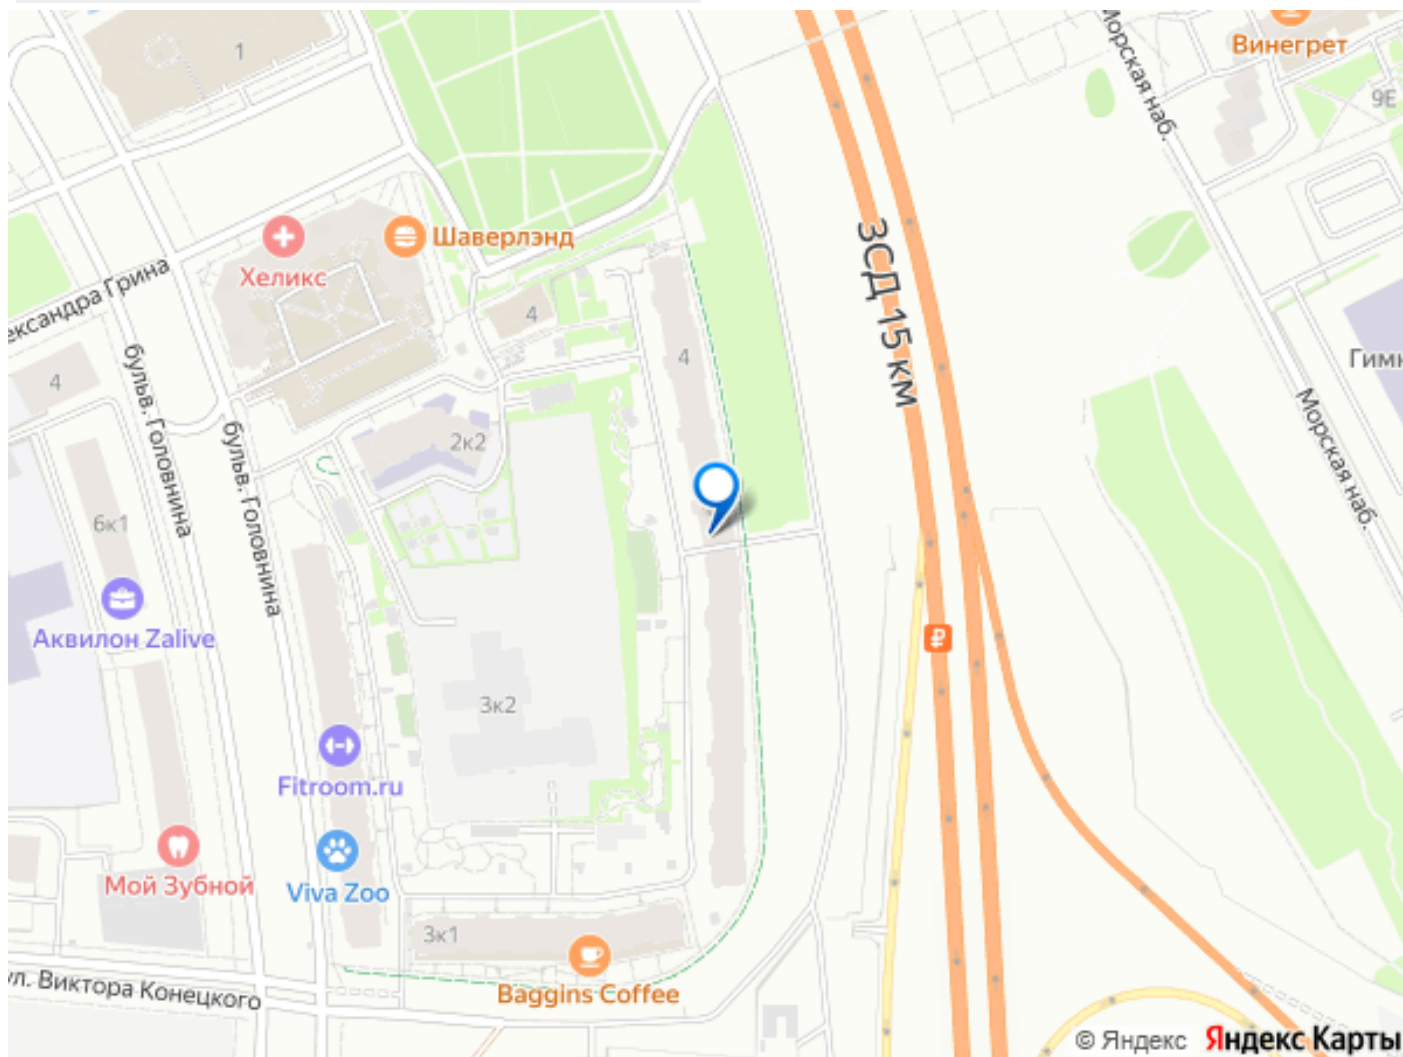 Морская наб.
Винегрет
1
9Е
ЗСД 15 км
Шаверлэнд
Хеликс
ександра Грина
4
4
Гимн
4
бульв. Головнина
бульв. Головнина
Морская наб.
2к2
6к1
Аквилон Zalive
3к2
Fitroom.ru
Мой Зубной
Viva Zoo
3к1
Baggins Coffee
ул. Виктора Конецкого
© Яндекс Яндекс Карты